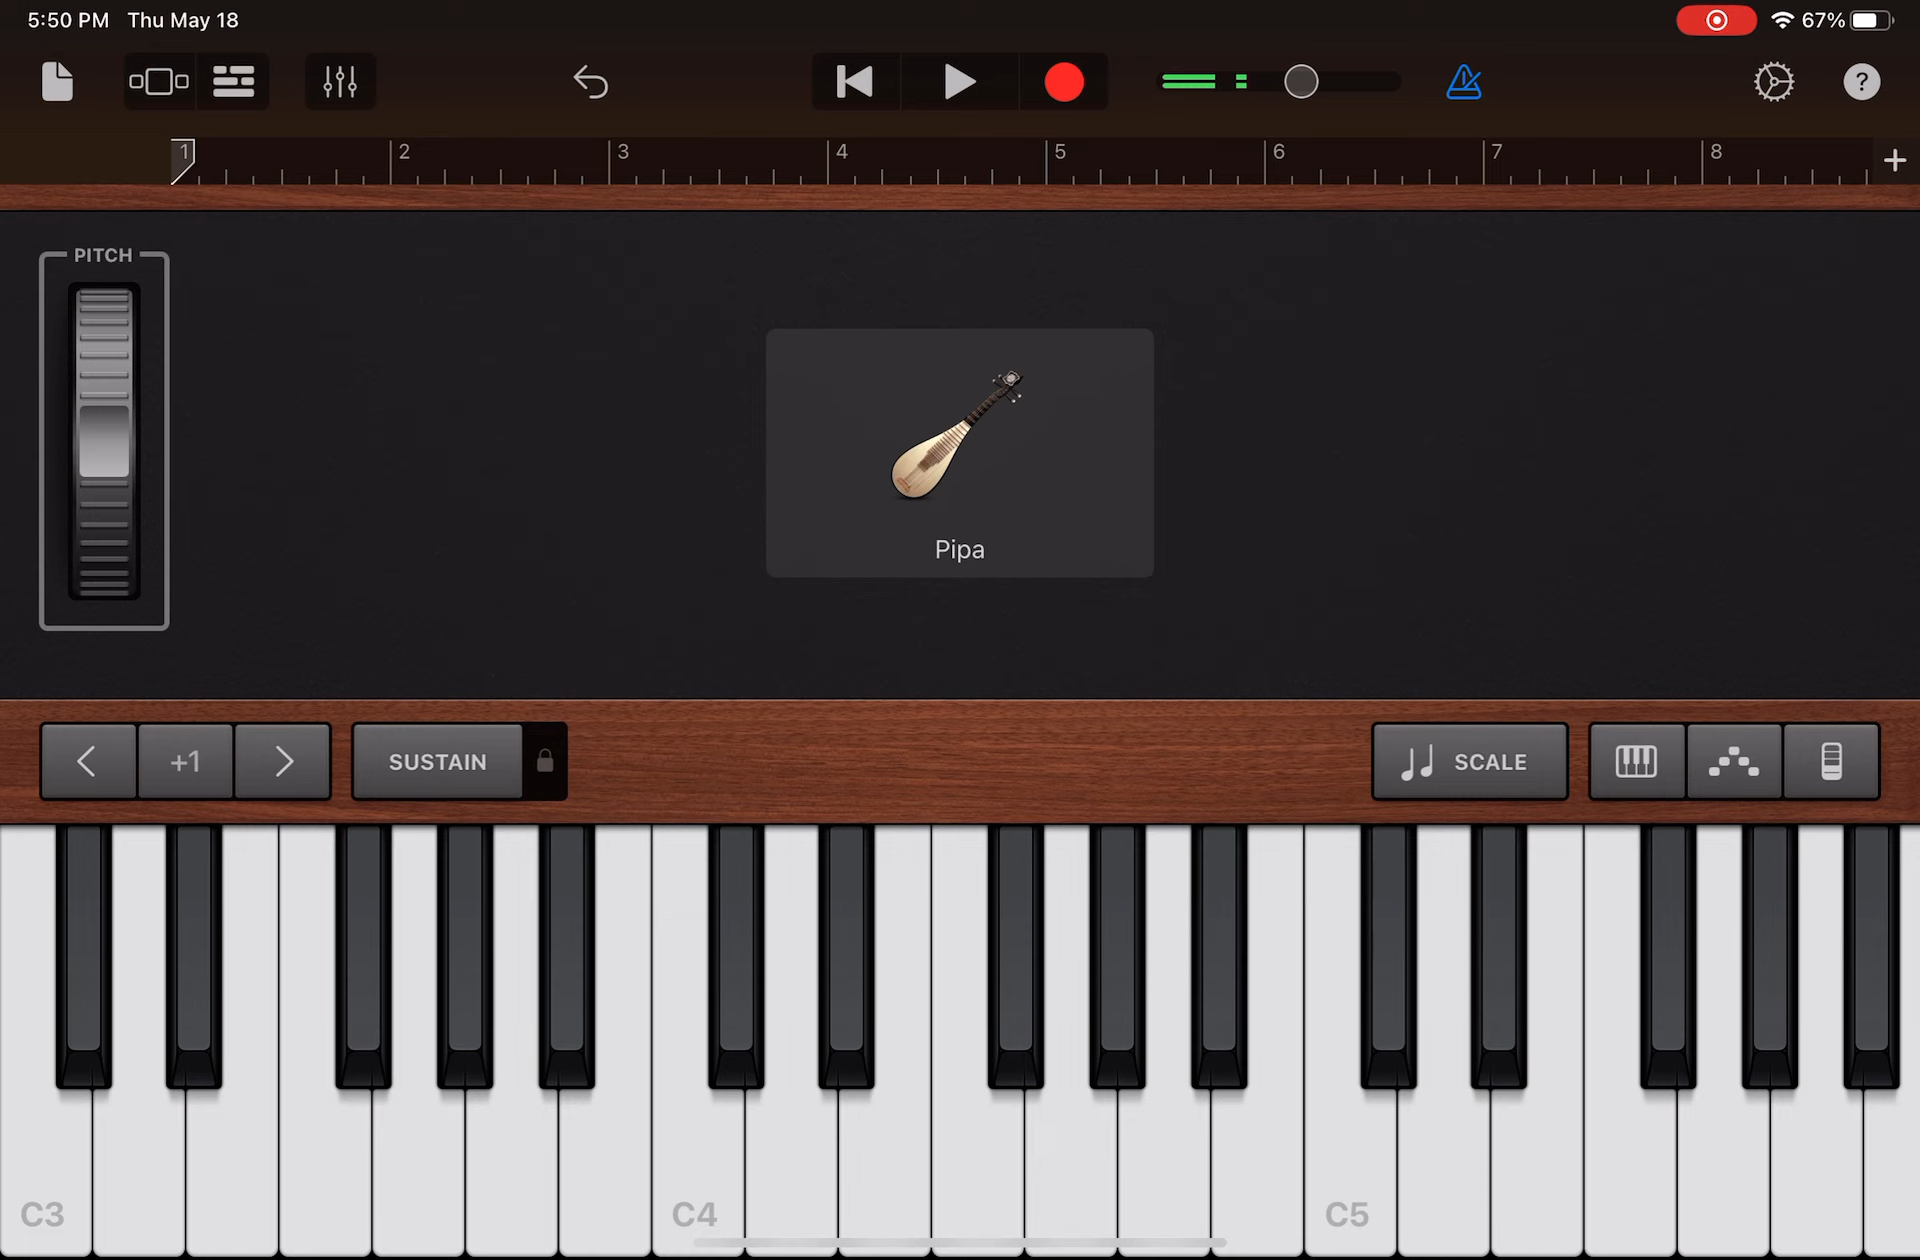 5:50 PM Thu May 18
67%
?
1 2 3 4 5 6 7 8 +
PITCH
Pipa
+1
SUSTAIN
SCALE
C3 C4 C5